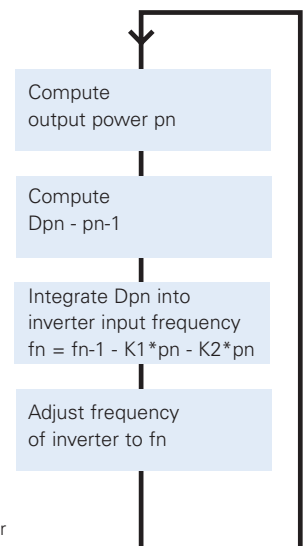 Compute
output power pn
Compute
Dpn - pn-1
Integrate Dpn into
inverter input frequency
fn = fn-1 - K1*pn - K2*pn
Adjust frequency
of inverter to fn
r